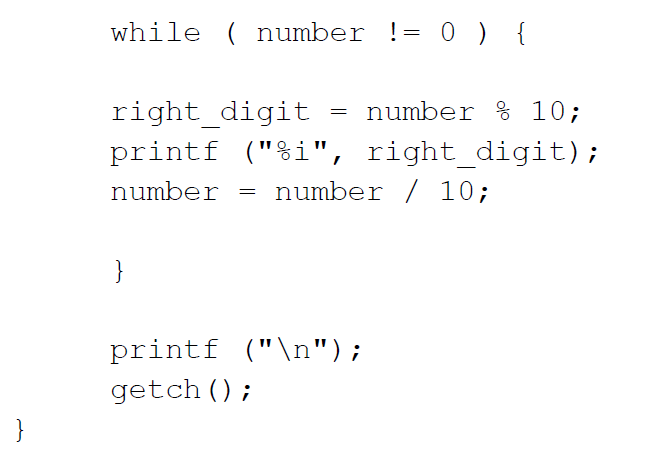 while ( number != 0 ) {
right_digit = number % 10;
printf ("%i", right_digit);
number = number / 10;
}
printf ("\n");
getch();
}